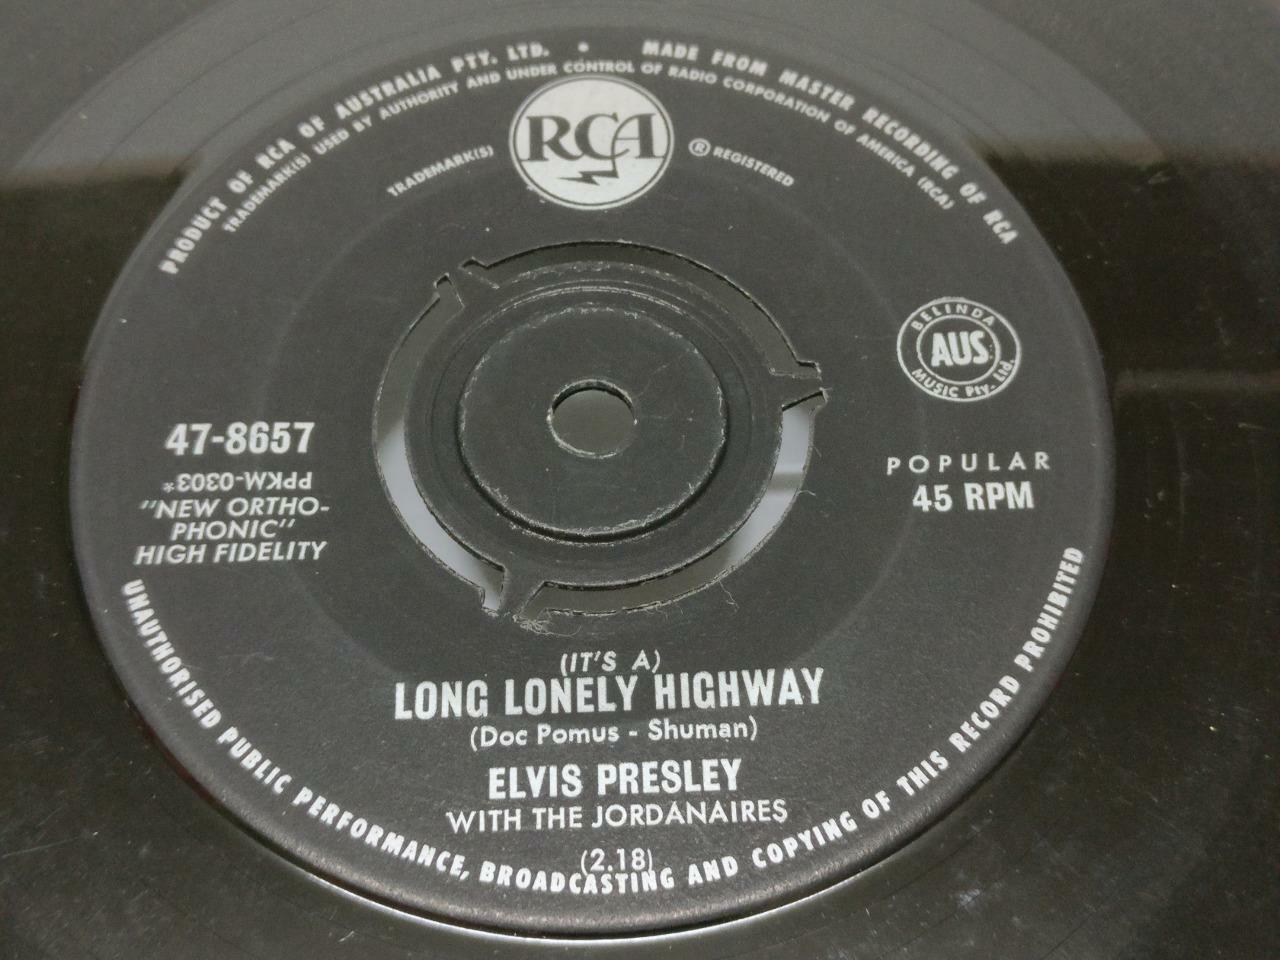 PRODUCT OF RCA OF AUSTRALIA PTY. LTD. • MADE FROM MASTER RECORDING OF RCA
TRADEMARK(S) USED BY AUTHORITY AND UNDER CONTROL OF RADIO CORPORATION OF AMERICA (RCA)
TRADEMARK(S)
RCA
® REGISTERED
BELINDA
AUS.
MUSIC Pty. Ltd.
47-8657
PPKM-0303*
"NEW ORTHO-
PHONIC"
HIGH FIDELITY
POPULAR
45 RPM
(IT'S A)
LONG LONELY HIGHWAY
(Doc Pomus - Shuman)
ELVIS PRESLEY
WITH THE JORDANAIRES
(2.18)
UNAUTHORISED PUBLIC PERFORMANCE, BROADCASTING AND COPYING OF THIS RECORD PROHIBITED